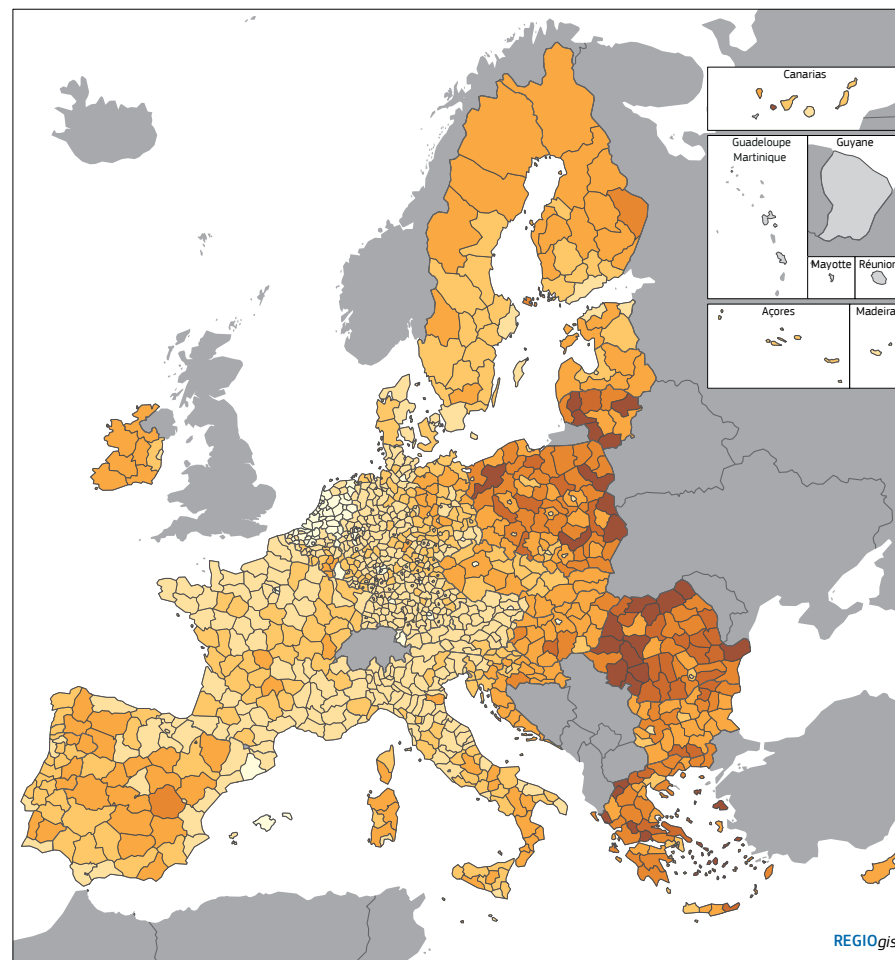 Canarias
Guadeloupe
Martinique
Guyane
Mayotte
Réunion
Açores
Madeira
REGIOgis